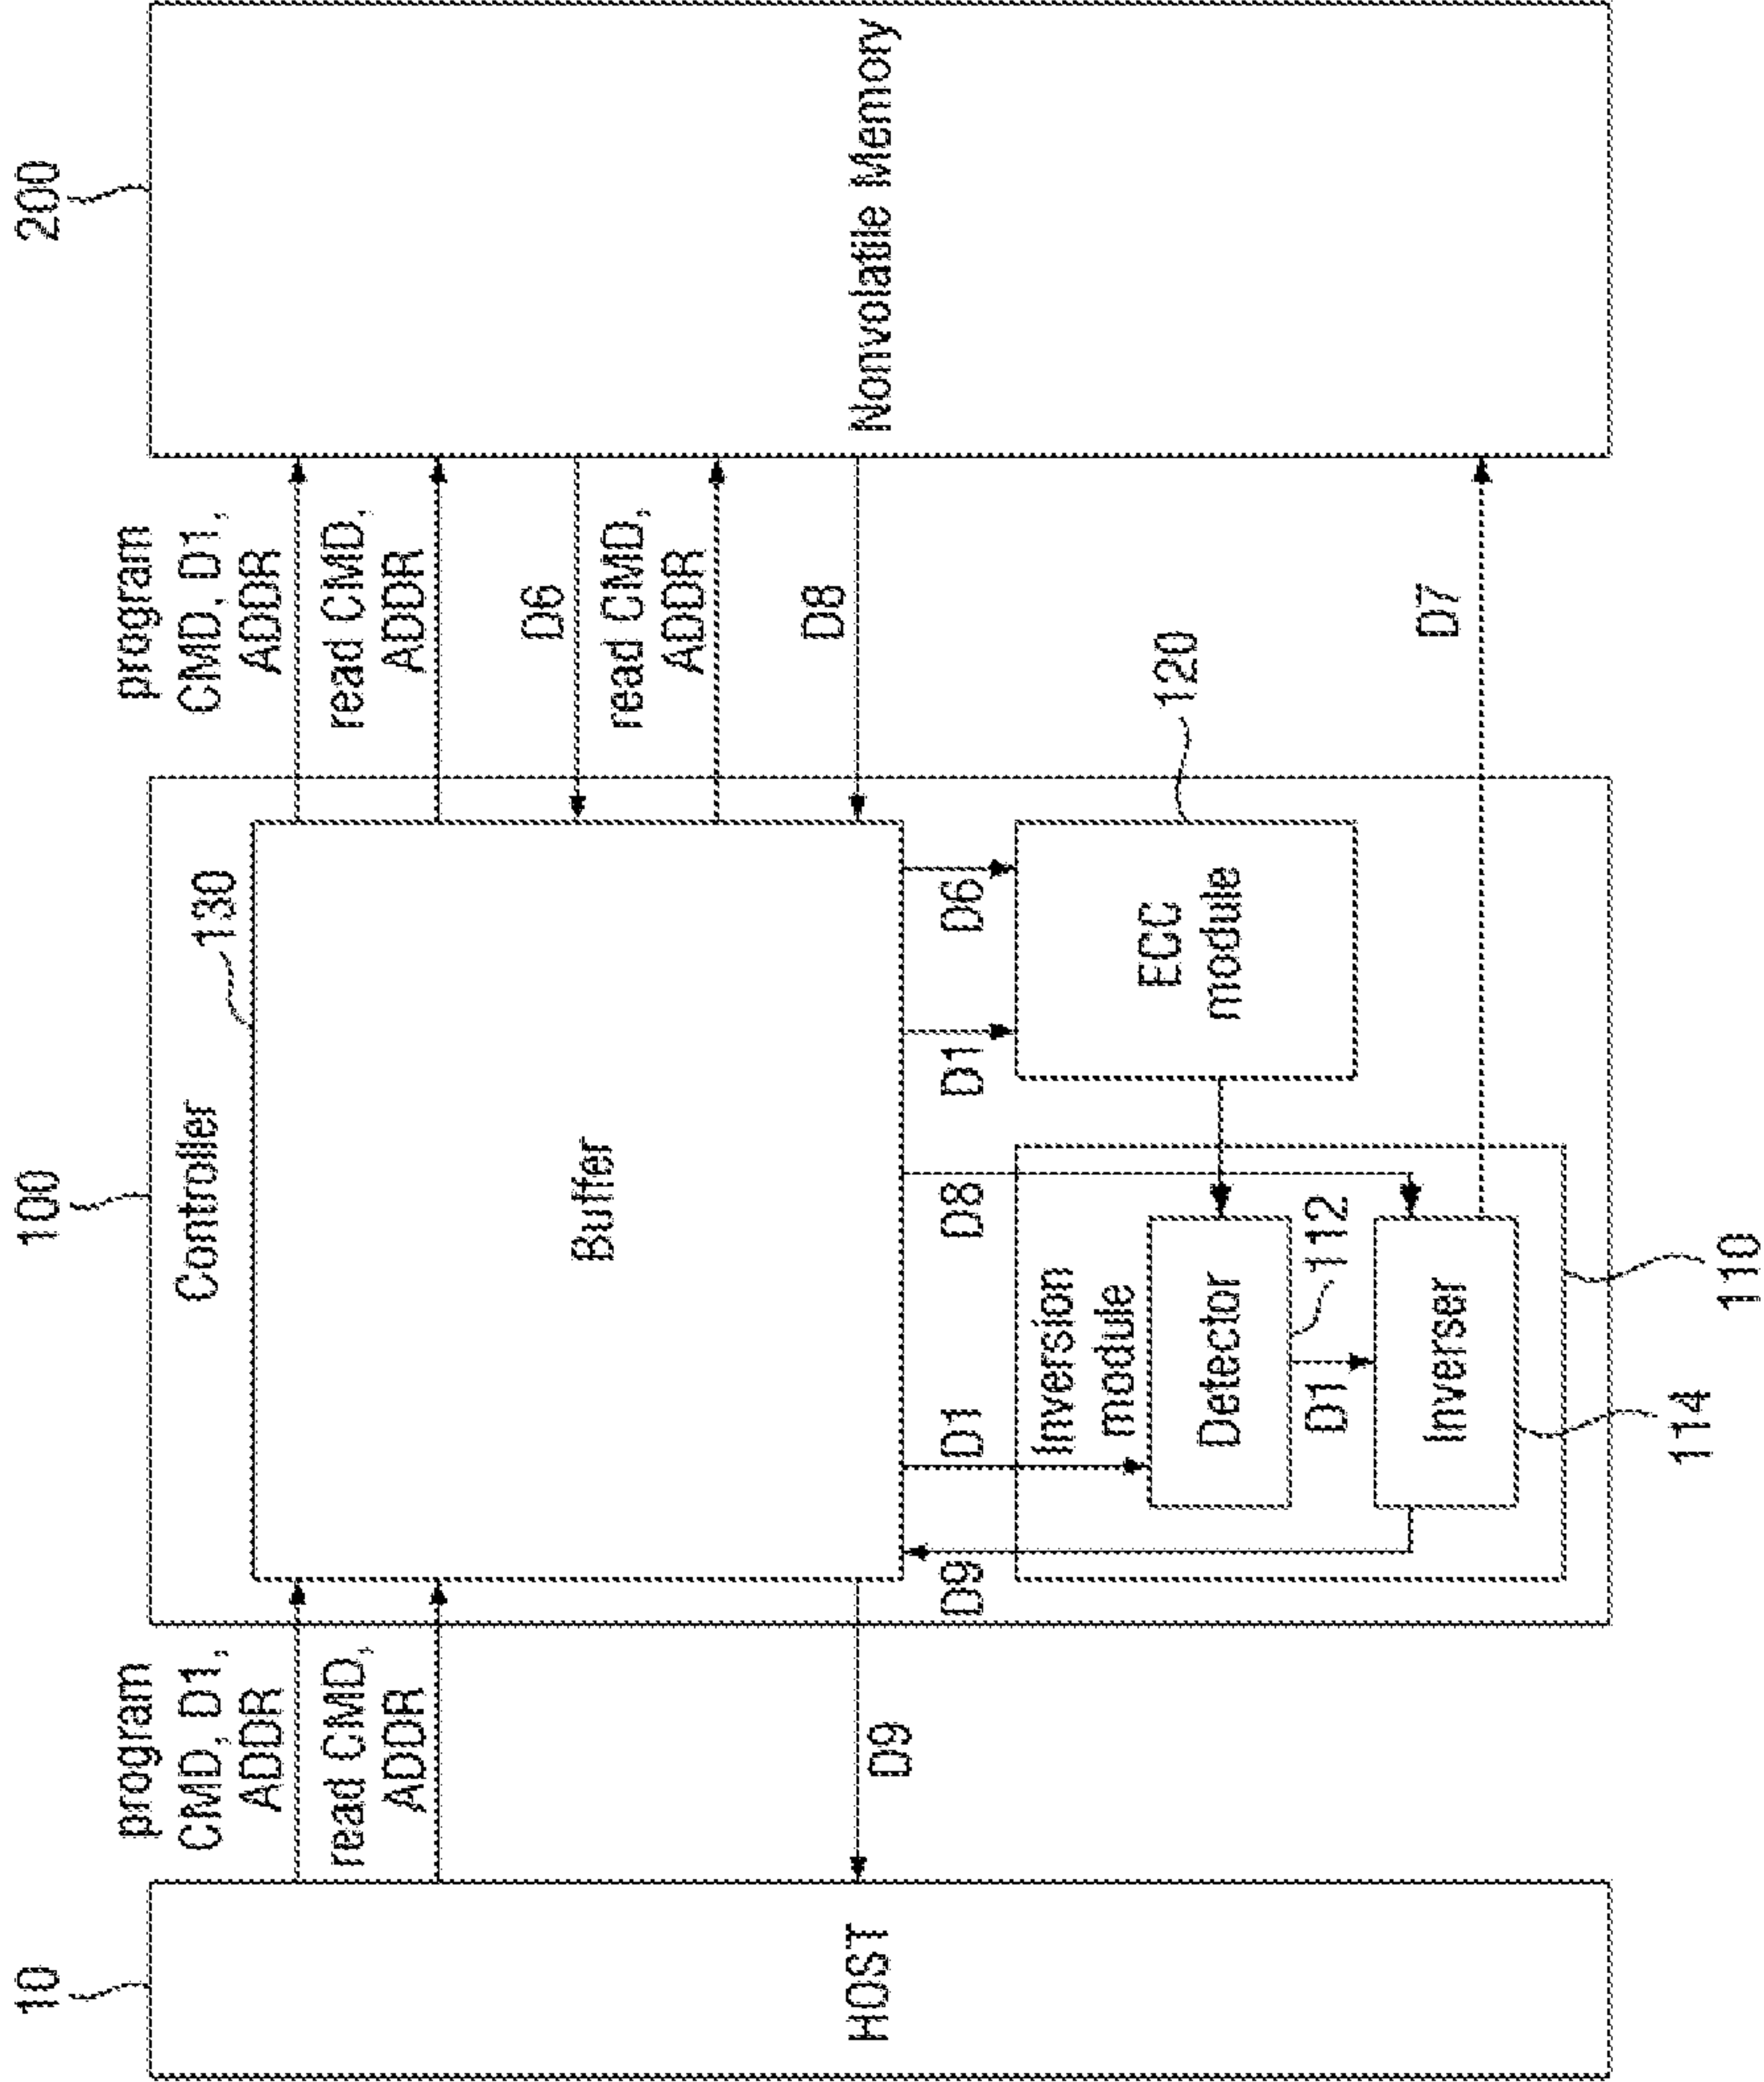 10
100
200
HOST
program
CMD, D1,
ADDR
read CMD,
ADDR
D9
Controller
130
Buffer
program
CMD, D1,
ADDR
read CMD,
ADDR
D6
read CMD,
ADDR
D8
Nonvolatile Memory
D9
D1
D8
D1
D6
Inversion
module
Detector
112
D1
Inverser
114
110
ECC
module
120
D7